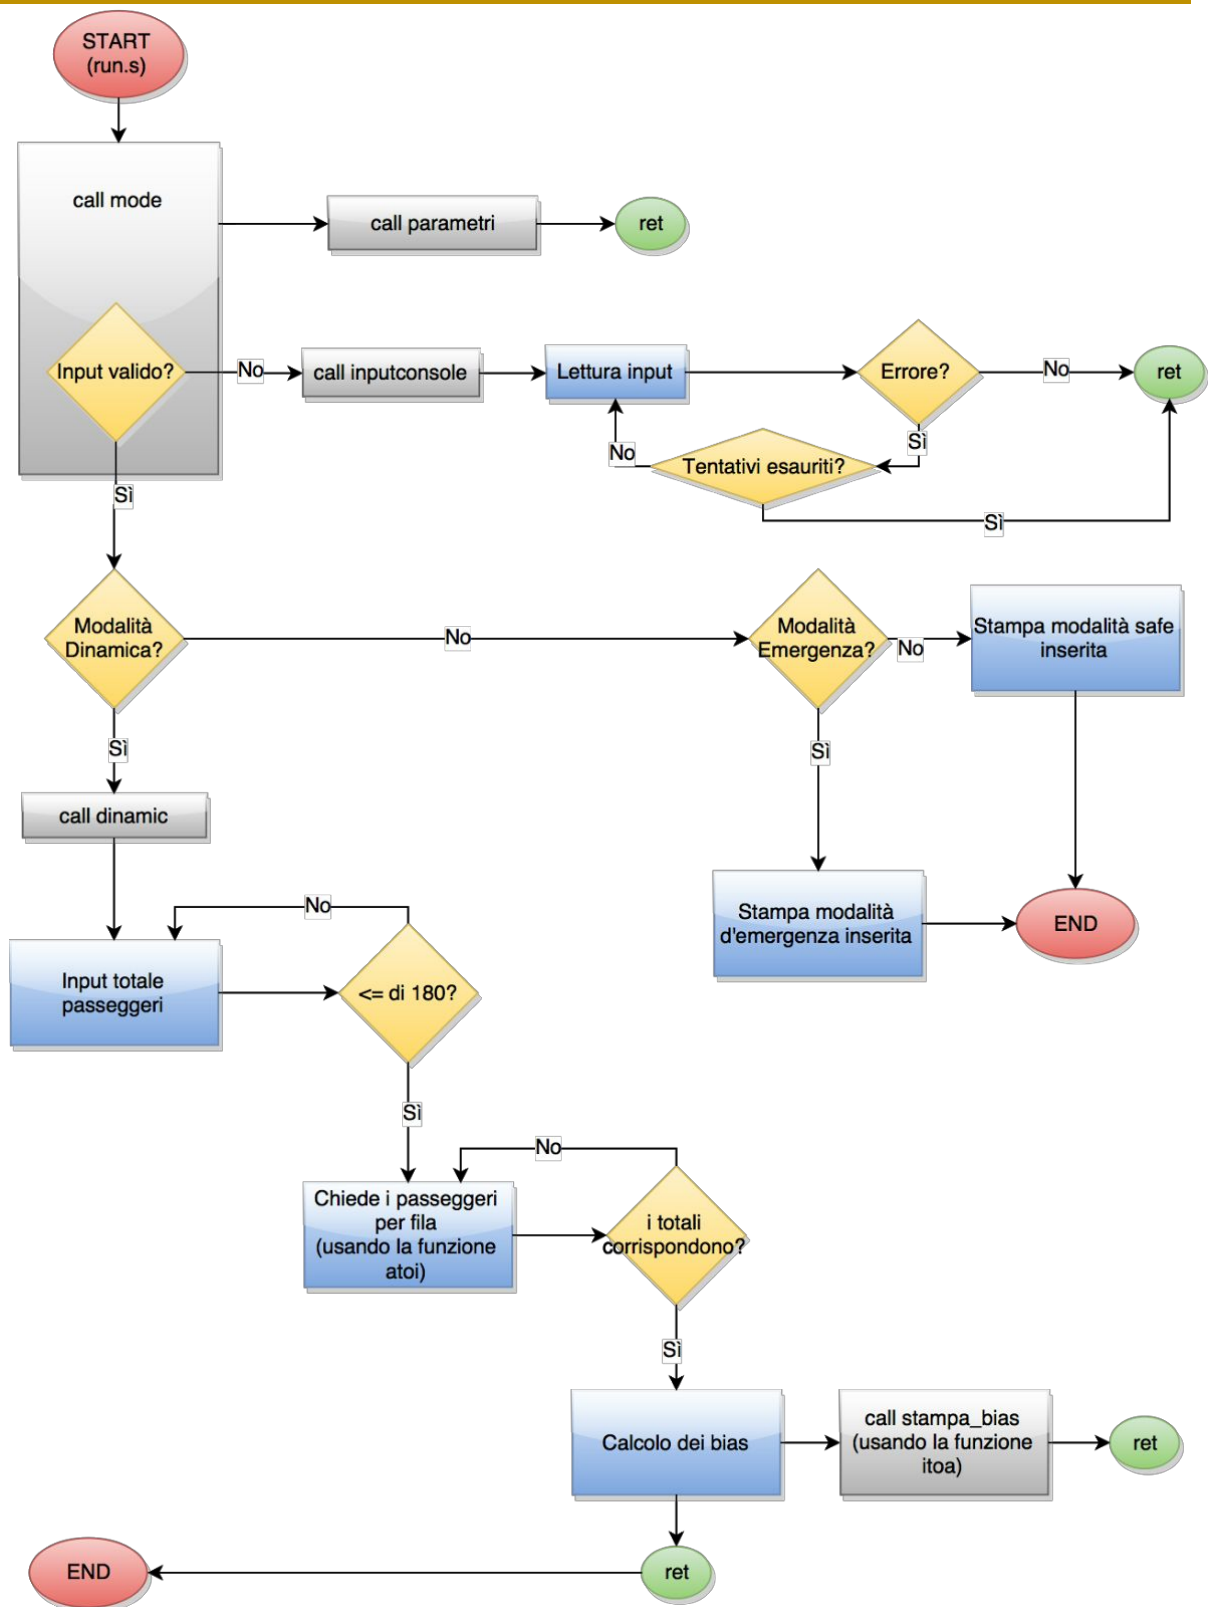 START
(run.s)
call mode
call parametri
ret
Input valido?
No
call inputconsole
Lettura input
Errore?
No
ret
Sì
No
Tentativi esauriti?
Sì
Sì
Modalità
Dinamica?
No
Modalità
Emergenza?
No
Stampa modalità safe
inserita
Sì
Sì
call dinamic
No
Stampa modalità
d'emergenza inserita
END
Input totale
passeggeri
<= di 180?
Sì
No
Chiede i passeggeri
per fila
(usando la funzione
atoi)
i totali
corrispondono?
Sì
Calcolo dei bias
call stampa_bias
(usando la funzione
itoa)
ret
END
ret